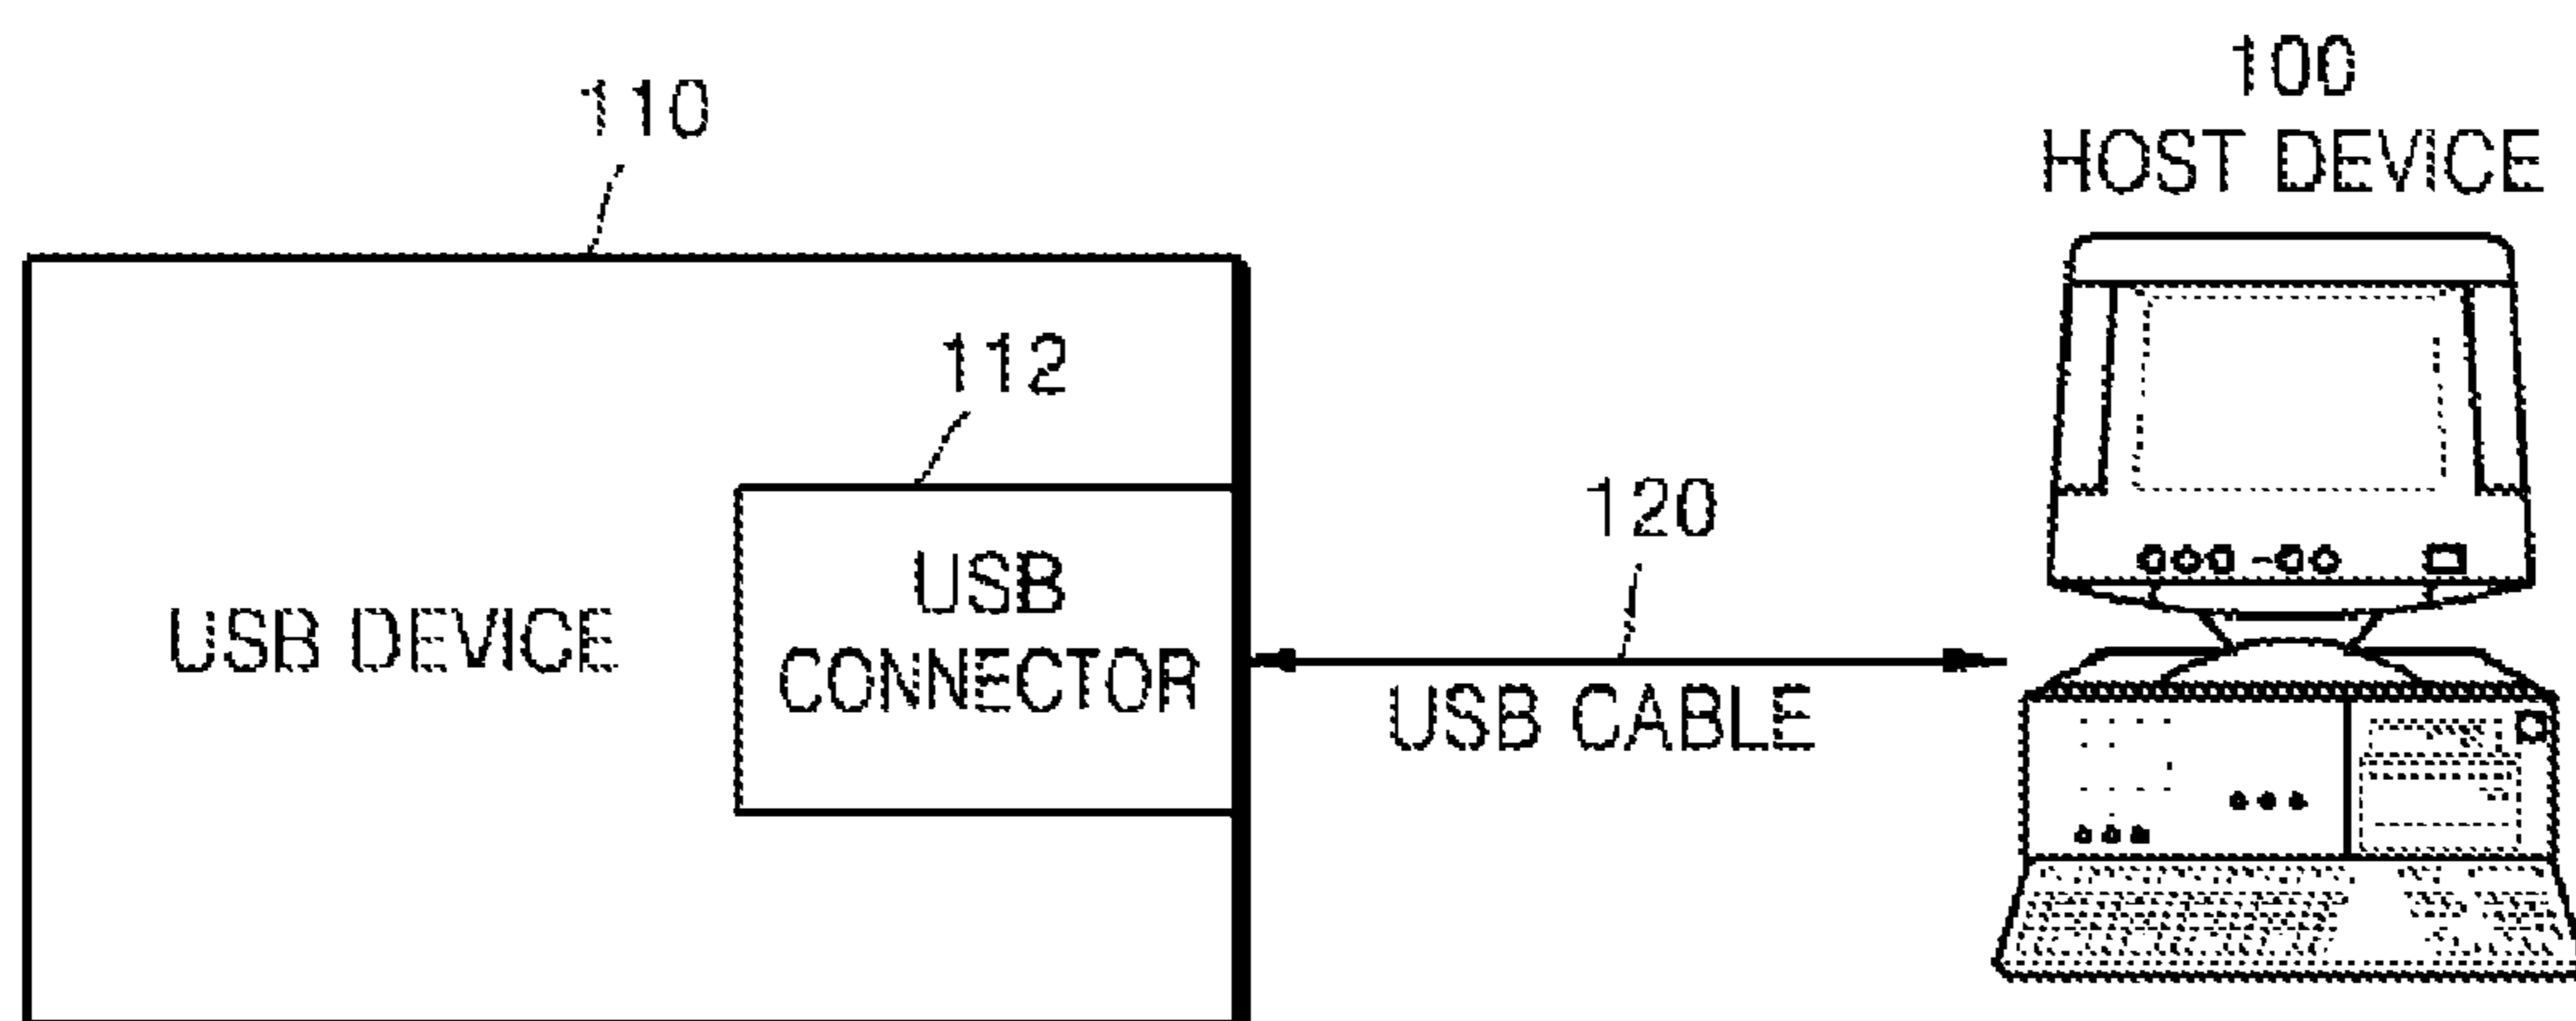 110
100
HOST DEVICE
112
120
USB DEVICE
USB
CONNECTOR
USB CABLE